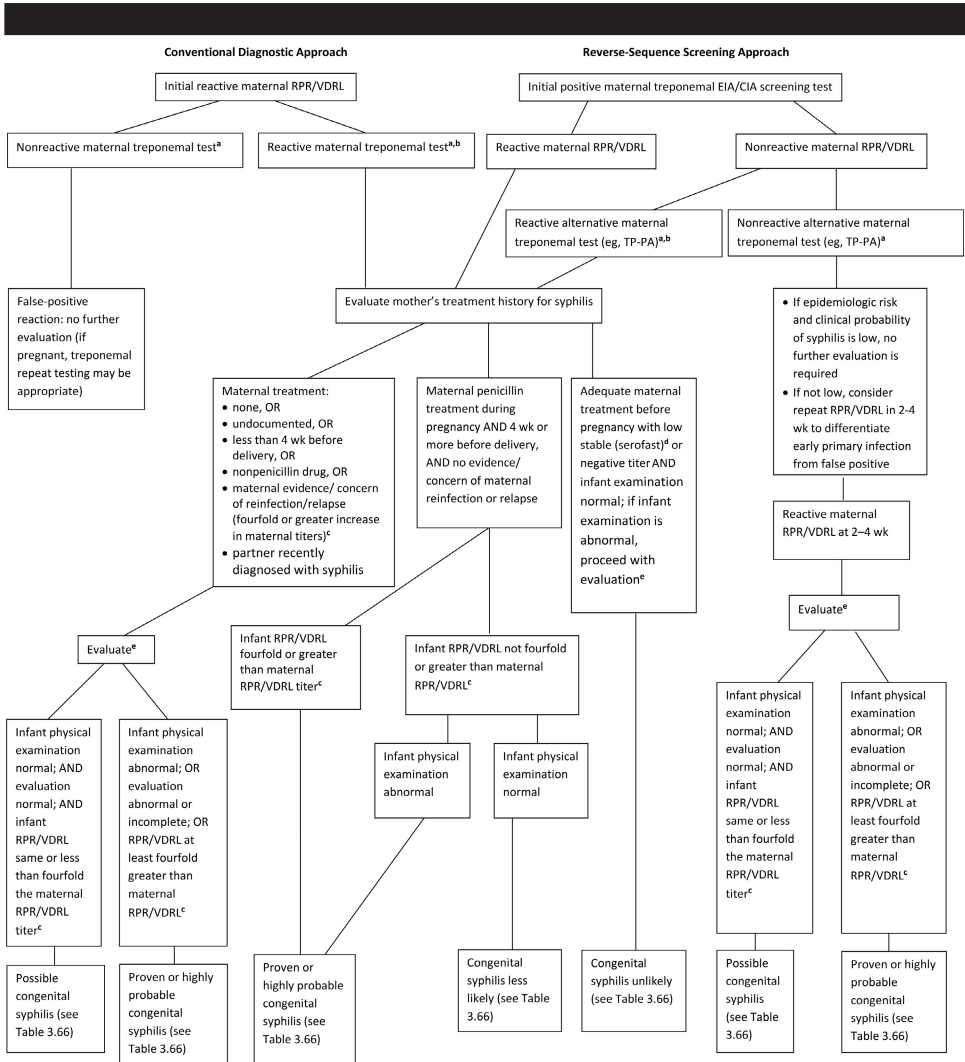 Conventional Diagnostic Approach
Reverse-Sequence Screening Approach
Initial reactive maternal RPR/VDRL
Initial positive maternal treponemal EIA/CIA screening test
Nonreactive maternal treponemal testᵃ
Reactive maternal treponemal testᵃ,ᵇ
Reactive maternal RPR/VDRL
Nonreactive maternal RPR/VDRL
Reactive alternative maternal
treponemal test (eg, TP-PA)ᵃ,ᵇ
Nonreactive alternative maternal
treponemal test (eg, TP-PA)ᵃ
False-positive
reaction: no further
evaluation (if
pregnant, treponemal
repeat testing may be
appropriate)
Evaluate mother's treatment history for syphilis
• If epidemiologic risk
and clinical probability
of syphilis is low, no
further evaluation is
required
• If not low, consider
repeat RPR/VDRL in 2-4
wk to differentiate
early primary infection
from false positive
Maternal treatment:
• none, OR
• undocumented, OR
• less than 4 wk before
delivery, OR
• nonpenicillin drug, OR
• maternal evidence/ concern
of reinfection/relapse
(fourfold or greater increase
in maternal titers)ᶜ
• partner recently
diagnosed with syphilis
Maternal penicillin
treatment during
pregnancy AND 4 wk or
more before delivery,
AND no evidence/
concern of maternal
reinfection or relapse
Adequate maternal
treatment before
pregnancy with low
stable (serofast)ᵈ or
negative titer AND
infant examination
normal; if infant
examination is
abnormal,
proceed with
evaluationᵉ
Reactive maternal
RPR/VDRL at 2–4 wk
Evaluateᵉ
Evaluateᵉ
Infant RPR/VDRL
fourfold or greater
than maternal
RPR/VDRL titerᶜ
Infant RPR/VDRL not fourfold
or greater than maternal
RPR/VDRLᶜ
Infant physical
examination
normal; AND
evaluation
normal; AND
infant
RPR/VDRL
same or less
than fourfold
the maternal
RPR/VDRL
titerᶜ
Infant physical
examination
abnormal; OR
evaluation
abnormal or
incomplete; OR
RPR/VDRL at
least fourfold
greater than
maternal
RPR/VDRLᶜ
Infant physical
examination
abnormal
Infant physical
examination
normal
Infant physical
examination
normal; AND
evaluation
normal; AND
infant
RPR/VDRL
same or less
than fourfold
the maternal
RPR/VDRL
titerᶜ
Infant physical
examination
abnormal; OR
evaluation
abnormal or
incomplete; OR
RPR/VDRL at
least fourfold
greater than
maternal
RPR/VDRLᶜ
Possible
congenital
syphilis (see
Table 3.66)
Proven or highly
probable
congenital
syphilis (see
Table 3.66)
Proven or
highly probable
congenital
syphilis (see
Table 3.66)
Congenital
syphilis less
likely (see Table
3.66)
Congenital
syphilis unlikely
(see Table 3.66)
Possible
congenital
syphilis
(see Table
3.66)
Proven or highly
probable
congenital
syphilis (see
Table 3.66)